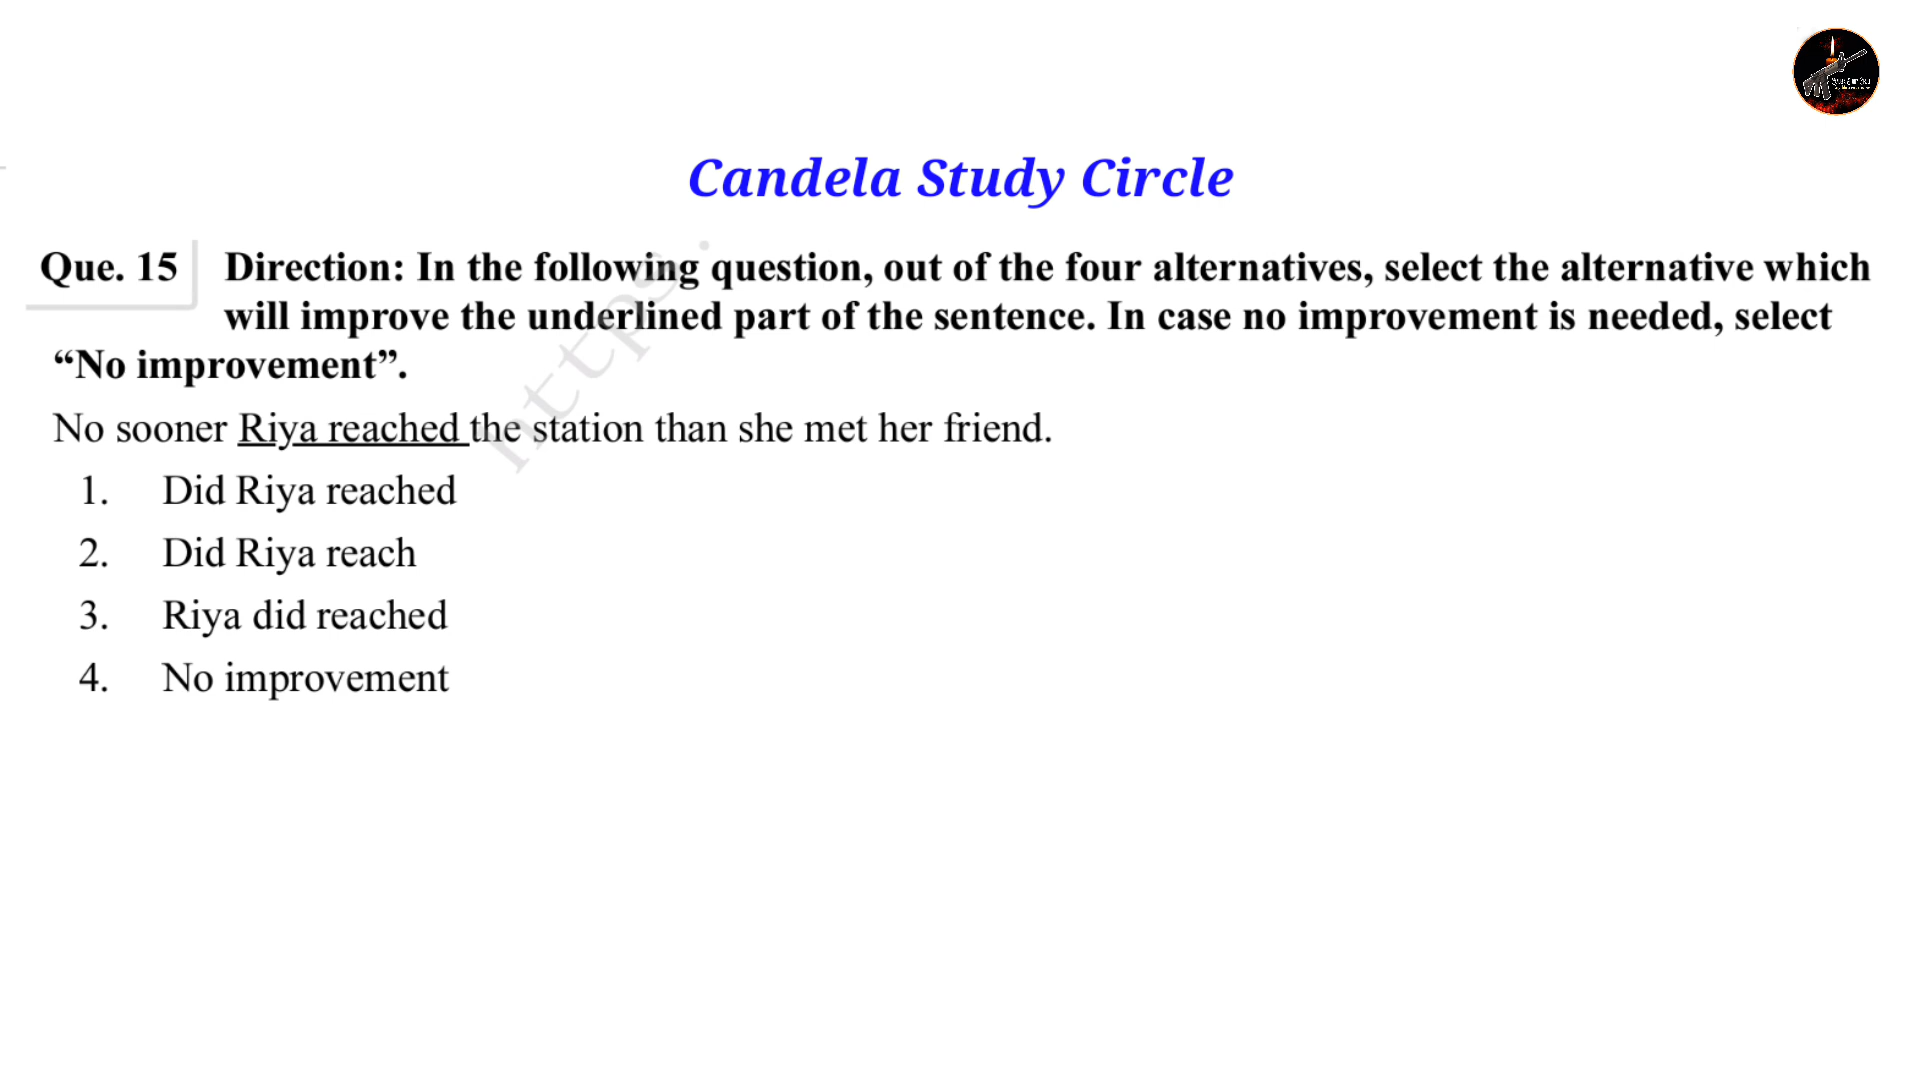 Candela Study Circle
Que. 15 Direction: In the following question, out of the four alternatives, select the alternative which
will improve the underlined part of the sentence. In case no improvement is needed, select
“No improvement”.
No sooner Riya reached the station than she met her friend.
1. Did Riya reached
2. Did Riya reach
3. Riya did reached
4. No improvement
https: